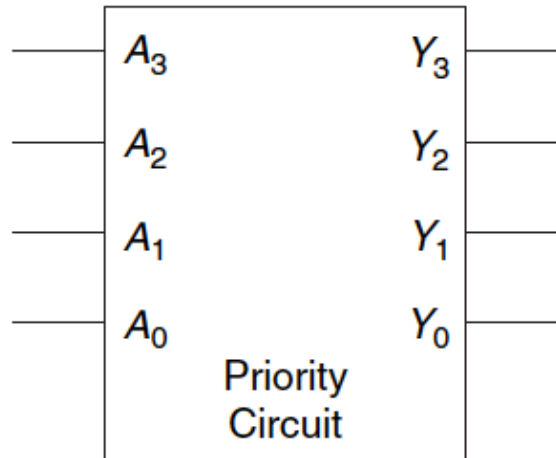 A₃ Y₃
A₂ Y₂
A₁ Y₁
A₀ Y₀
Priority
Circuit